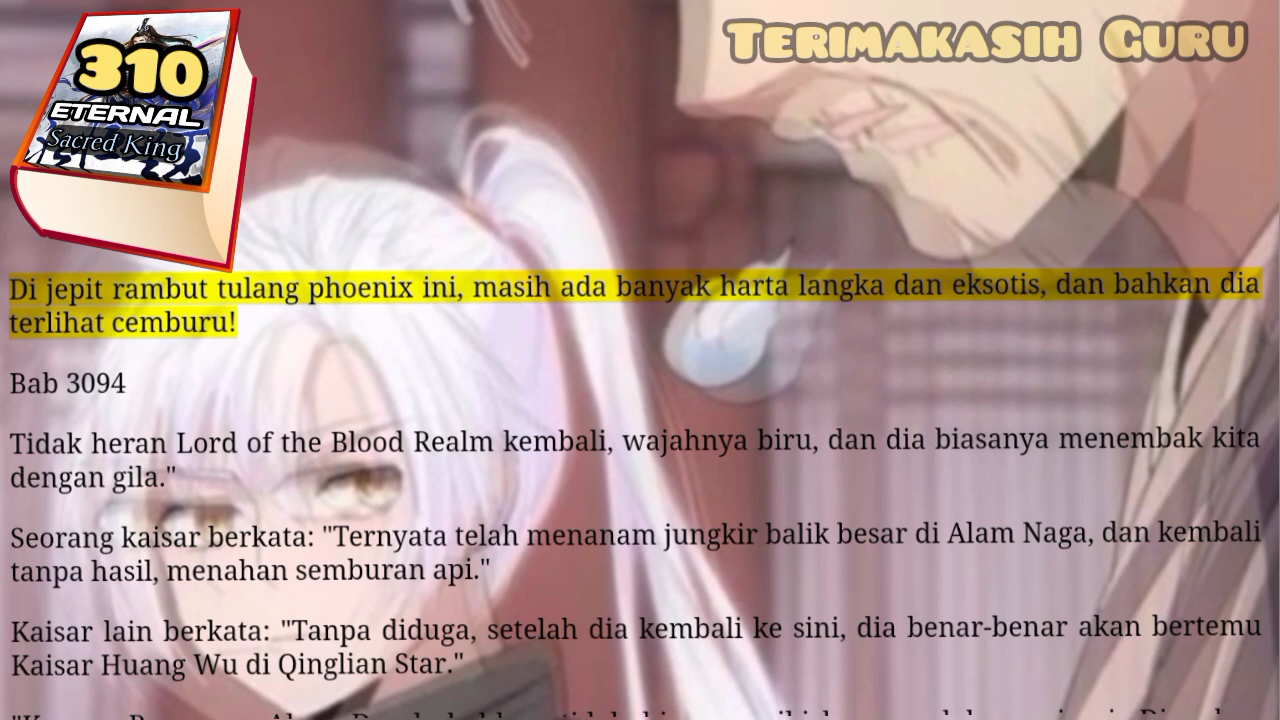 310
ETERNAL
Sacred King
TERIMAKASIH GURU
Di jepit rambut tulang phoenix ini, masih ada banyak harta langka dan eksotis, dan bahkan dia
terlihat cemburu!
Bab 3094
Tidak heran Lord of the Blood Realm kembali, wajahnya biru, dan dia biasanya menembak kita
dengan gila."
Seorang kaisar berkata: "Ternyata telah menanam jungkir balik besar di Alam Naga, dan kembali
tanpa hasil, menahan semburan api."
Kaisar lain berkata: "Tanpa diduga, setelah dia kembali ke sini, dia benar-benar akan bertemu
Kaisar Huang Wu di Qinglian Star."